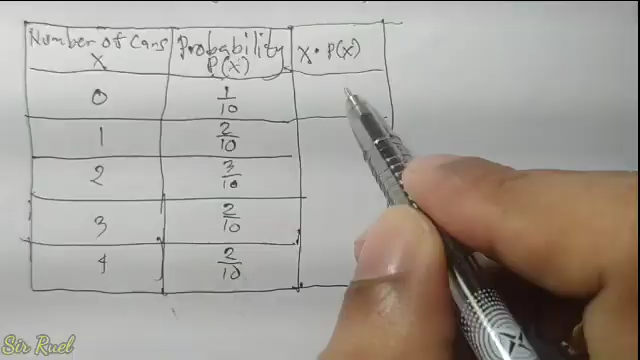 Number of Cans X Probability P(X) X · P(X)
0 1/10
1 2/10
2 3/10
3 2/10
4 2/10
Sir Ruel